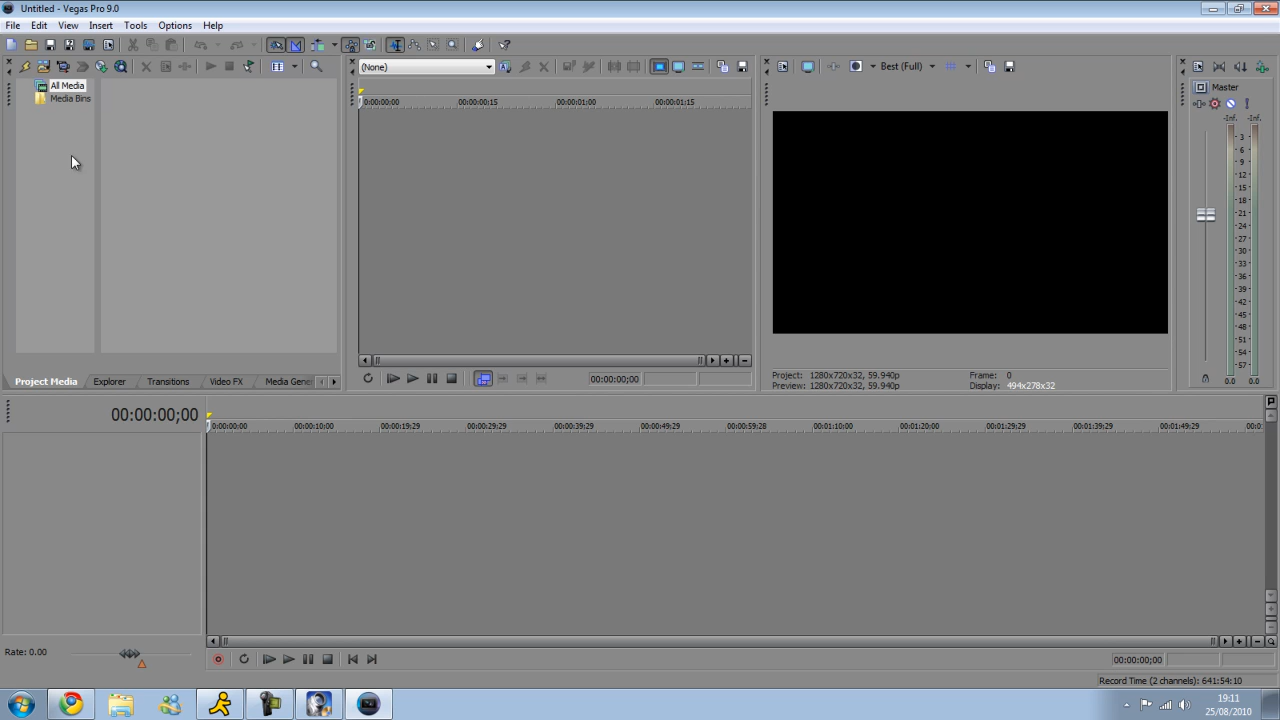 Untitled - Vegas Pro 9.0
File Edit View Insert Tools Options Help
(None)
Best (Full)
All Media
Media Bins
Master
0:00:00:00 00:00:00:15 00:00:01:00 00:00:01:15
-Inf. -Inf.
3
6
9
12
15
18
21
24
27
30
33
36
39
42
45
48
51
54
57
0.0 0.0
Project Media Explorer Transitions Video FX Media Gene
00:00:00;00
Project: 1280x720x32, 59.940p
Preview: 1280x720x32, 59.940p
Frame: 0
Display: 494x278x32
00:00:00;00
0:00:00:00 00:00:10:00 00:00:19:29 00:00:29:29 00:00:39:29 00:00:49:29 00:00:59:28 00:01:10:00 00:01:20:00 00:01:29:29 00:01:39:29 00:01:49:29 00:0
Rate: 0.00
00:00:00;00
Record Time (2 channels): 641:54:10
19:11
25/08/2010